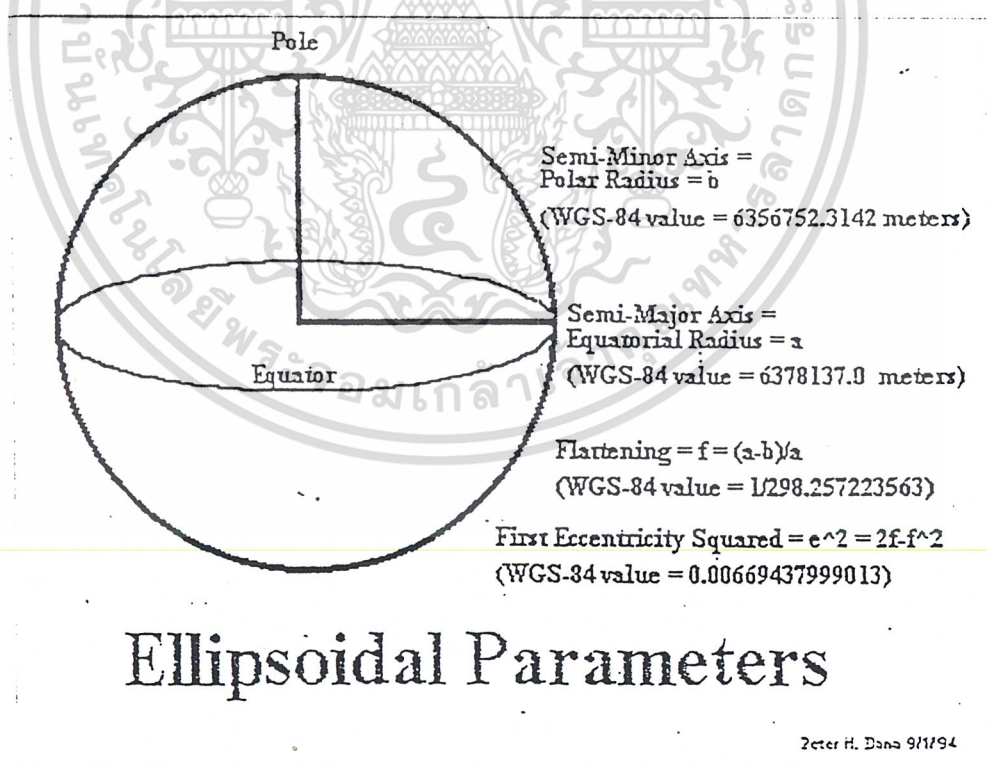 Pole
Semi-Minor Axis =
Polar Radius = b
(WGS-84 value = 6356752.3142 meters)
Semi-Major Axis =
Equatorial Radius = a
(WGS-84 value = 6378137.0 meters)
Equator
Flattening = f = (a-b)/a
(WGS-84 value = 1/298.257223563)
First Eccentricity Squared = e^2 = 2f-f^2
(WGS-84 value = 0.00669437999013)
Ellipsoidal Parameters
Peter H. Dana 9/1/94